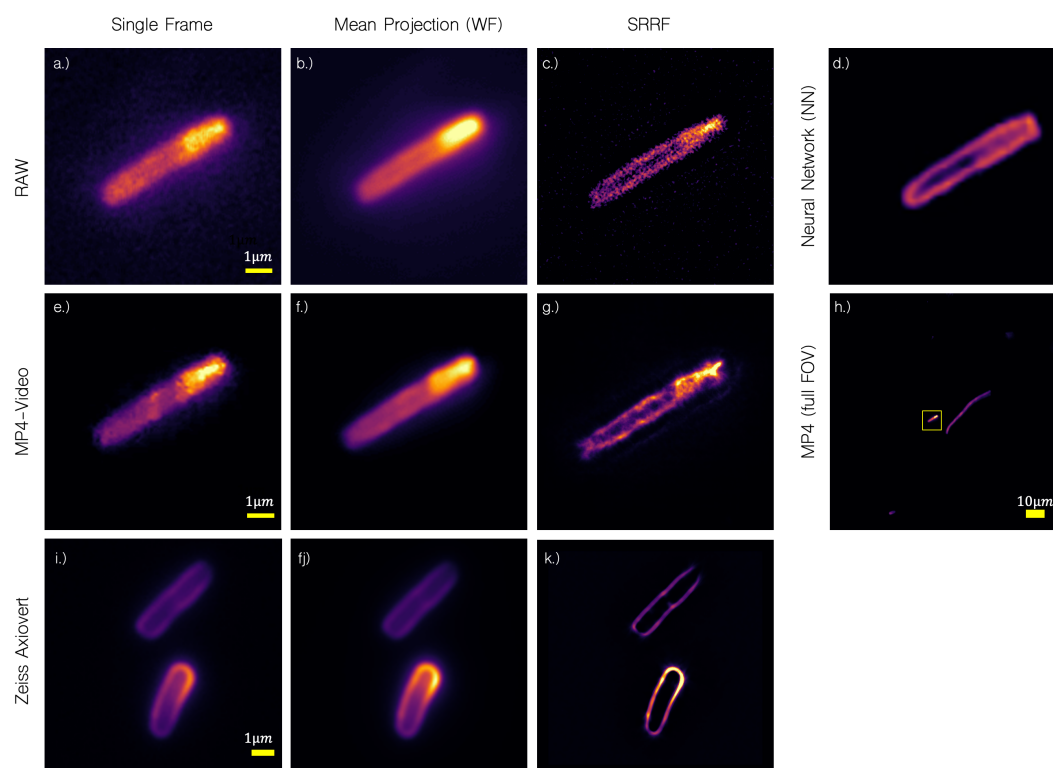 Single Frame
Mean Projection (WF)
SRRF
RAW
a.)
1μm
b.)
c.)
Neural Network (NN)
d.)
MP4-Video
e.)
1μm
f.)
g.)
MP4 (full FOV)
h.)
10μm
Zeiss Axiovert
i.)
1μm
fj)
k.)